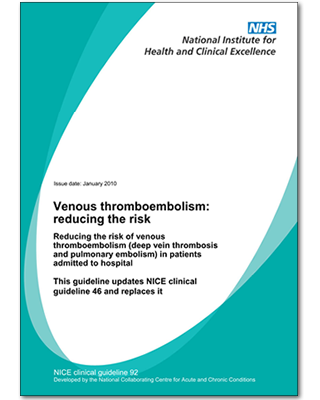 NHS
National Institute for
Health and Clinical Excellence
Issue date: January 2010
Venous thromboembolism:
reducing the risk
Reducing the risk of venous
thromboembolism (deep vein thrombosis
and pulmonary embolism) in patients
admitted to hospital
This guideline updates NICE clinical
guideline 46 and replaces it
NICE clinical guideline 92
Developed by the National Collaborating Centre for Acute and Chronic Conditions